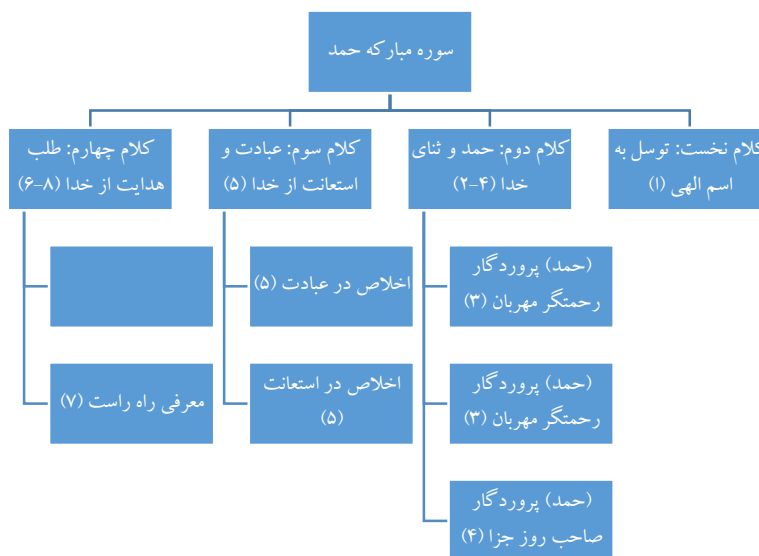 سوره مبارکه حمد
کلام نخست: توسل به
اسم الهی (۱)
کلام دوم: حمد و ثنای
خدا (۴-۲)
(حمد) پروردگار
رحمتگر مهربان (۳)
(حمد) پروردگار
رحمتگر مهربان (۳)
(حمد) پروردگار
صاحب روز جزا (۴)
کلام سوم: عبادت و
استعانت از خدا (۵)
اخلاص در عبادت (۵)
اخلاص در استعانت
(۵)
کلام چهارم: طلب
هدایت از خدا (۸-۶)
معرفی راه راست (۷)